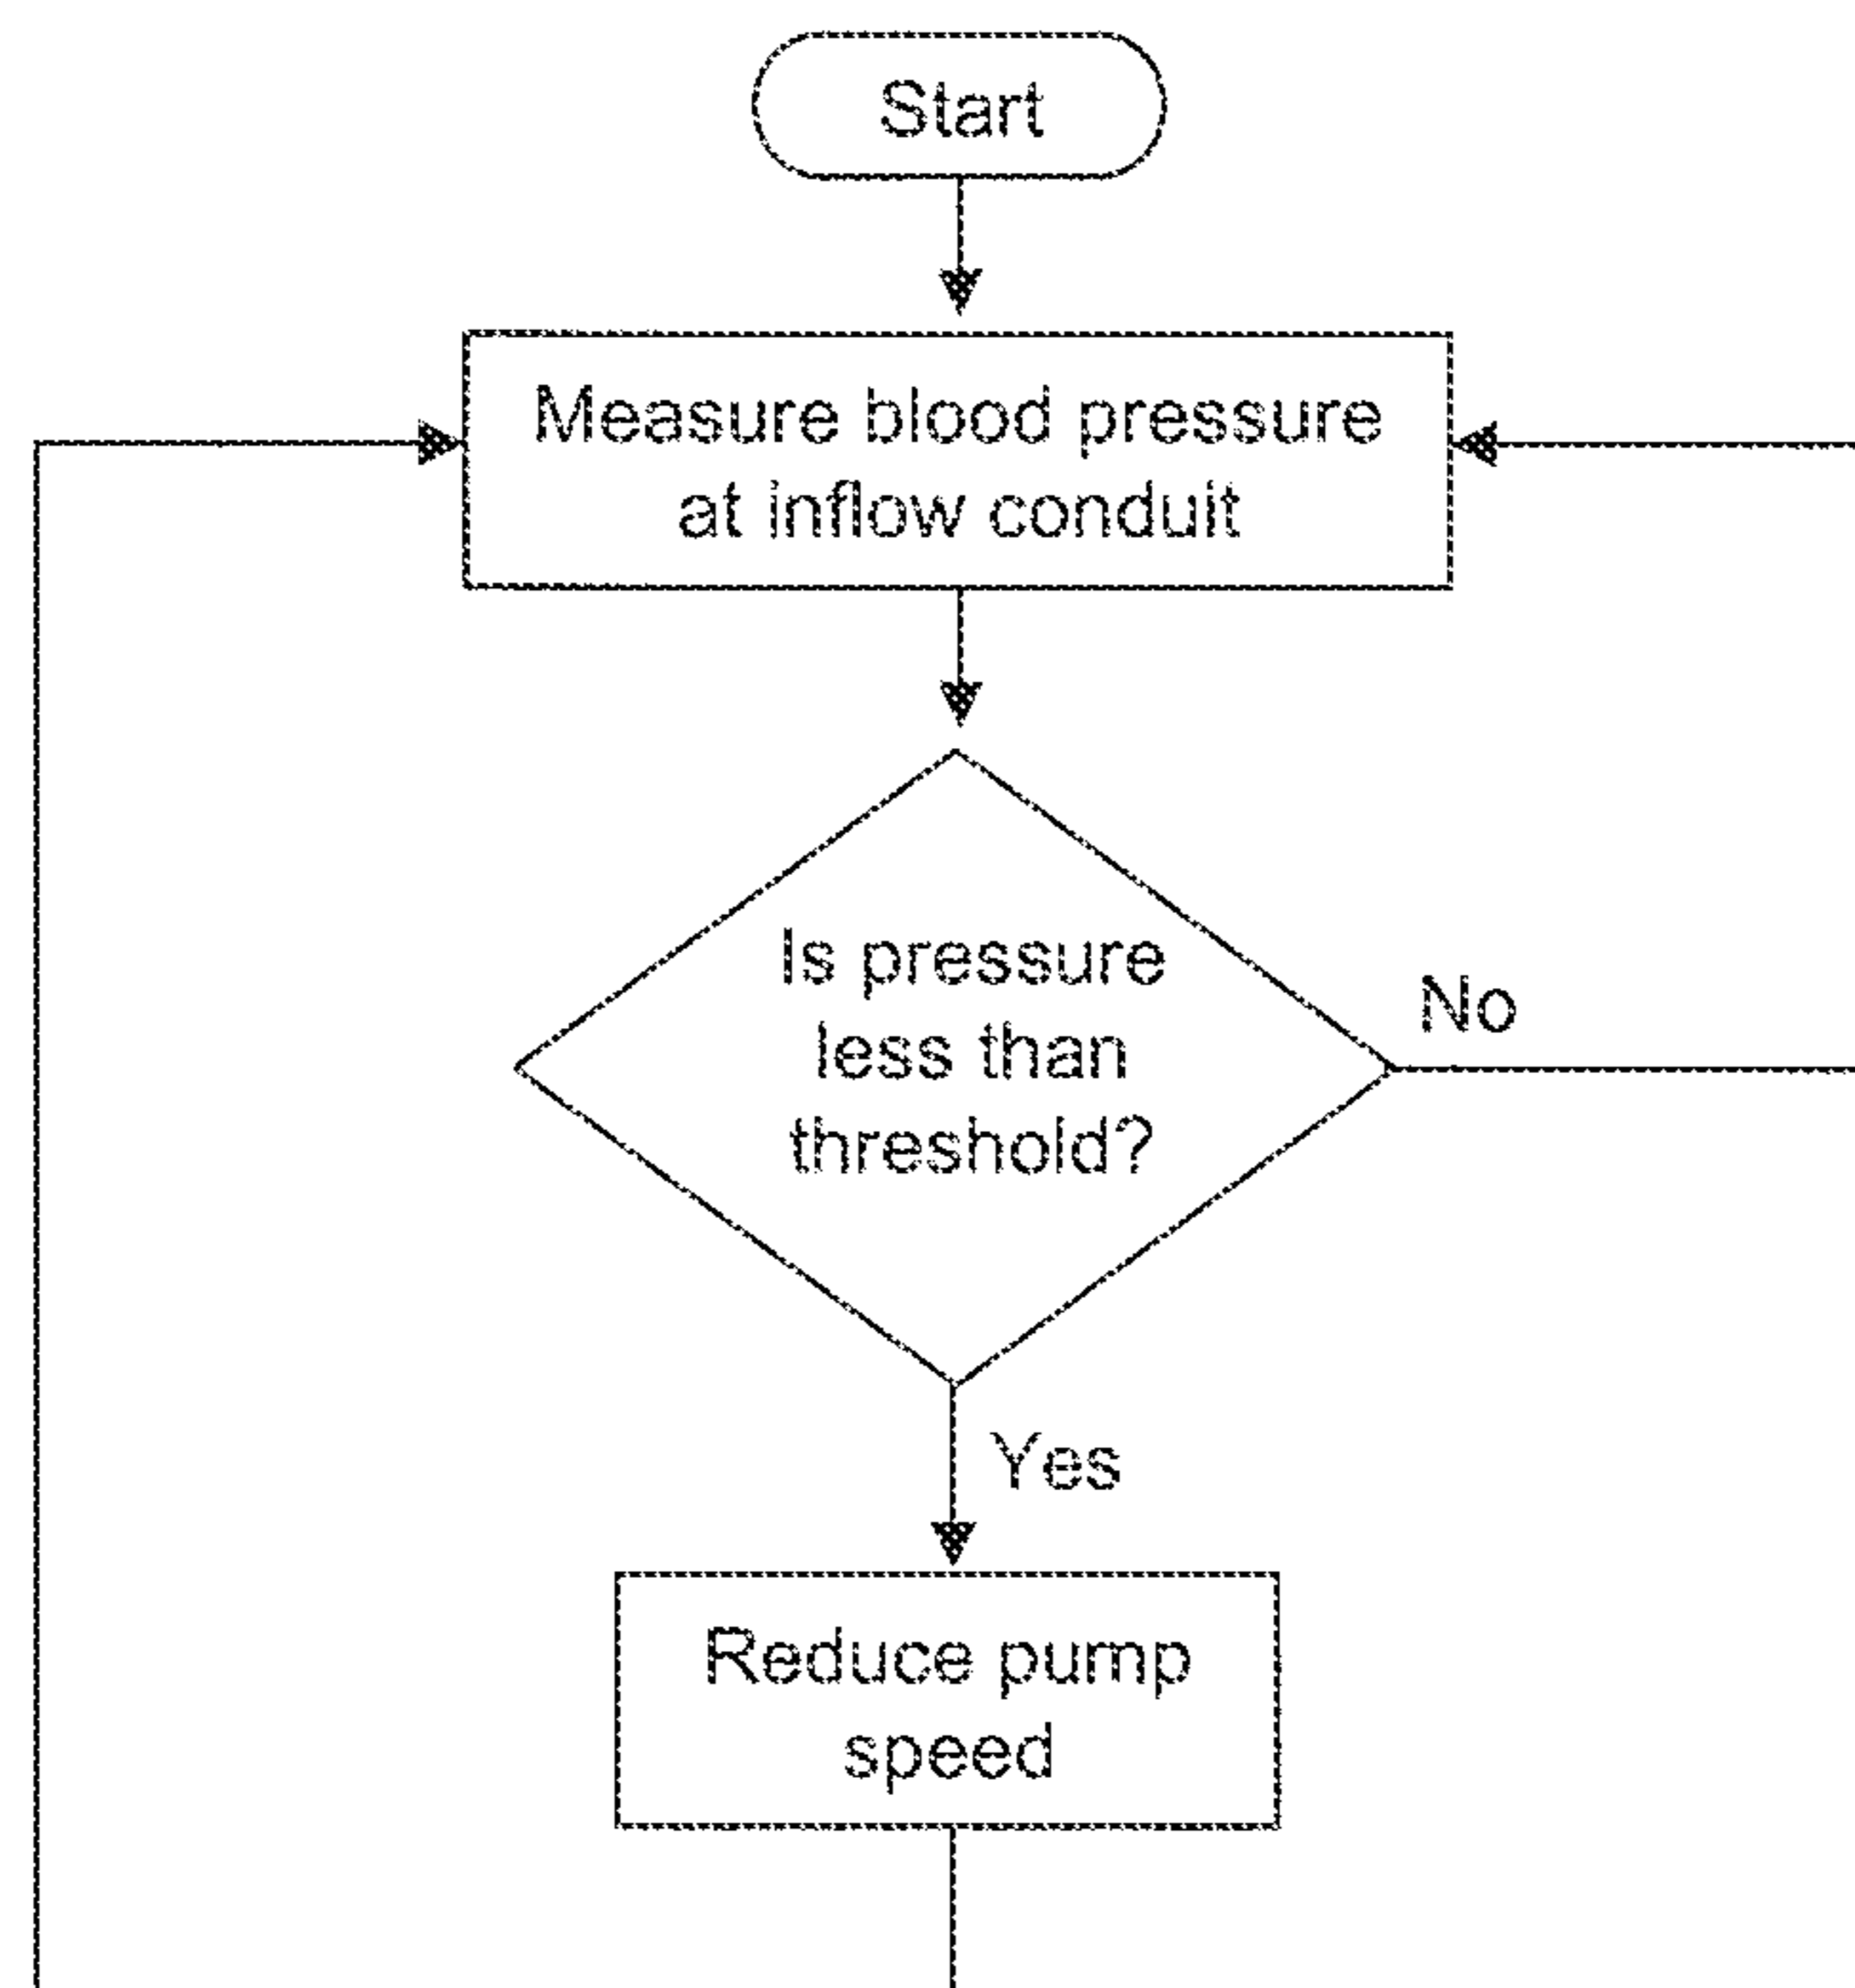 Start
Measure blood pressure
at inflow conduit
Is pressure
less than
threshold?
No
Yes
Reduce pump
speed